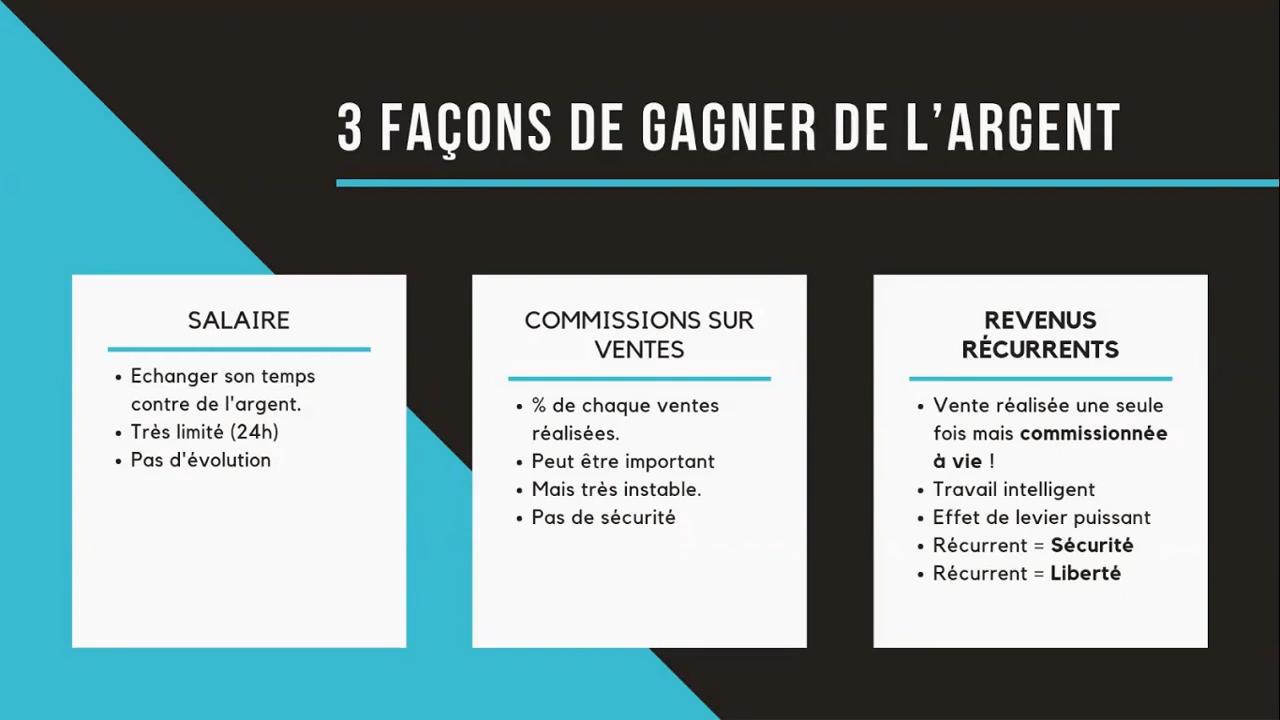 3 FAÇONS DE GAGNER DE L'ARGENT
SALAIRE
• Echanger son temps
contre de l'argent.
• Très limité (24h)
• Pas d'évolution
COMMISSIONS SUR
VENTES
• % de chaque ventes
réalisées.
• Peut être important
• Mais très instable.
• Pas de sécurité
REVENUS
RÉCURRENTS
• Vente réalisée une seule
fois mais commissionnée
à vie !
• Travail intelligent
• Effet de levier puissant
• Récurrent = Sécurité
• Récurrent = Liberté